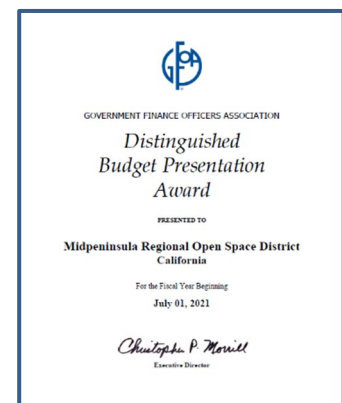 GFOA
GOVERNMENT FINANCE OFFICERS ASSOCIATION
Distinguished
Budget Presentation
Award
PRESENTED TO
Midpeninsula Regional Open Space District
California
For the Fiscal Year Beginning
July 01, 2021
Christopher P. Morrill
Executive Director